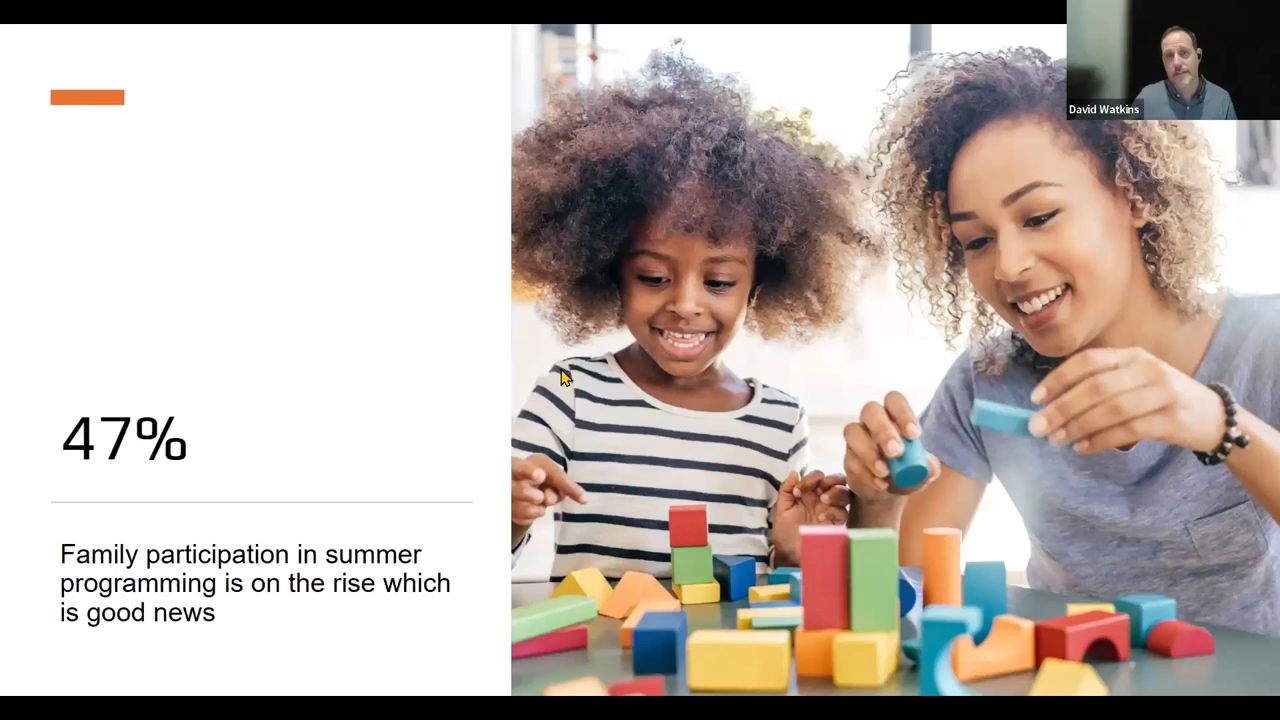 David Watkins
47%
Family participation in summer
programming is on the rise which
is good news